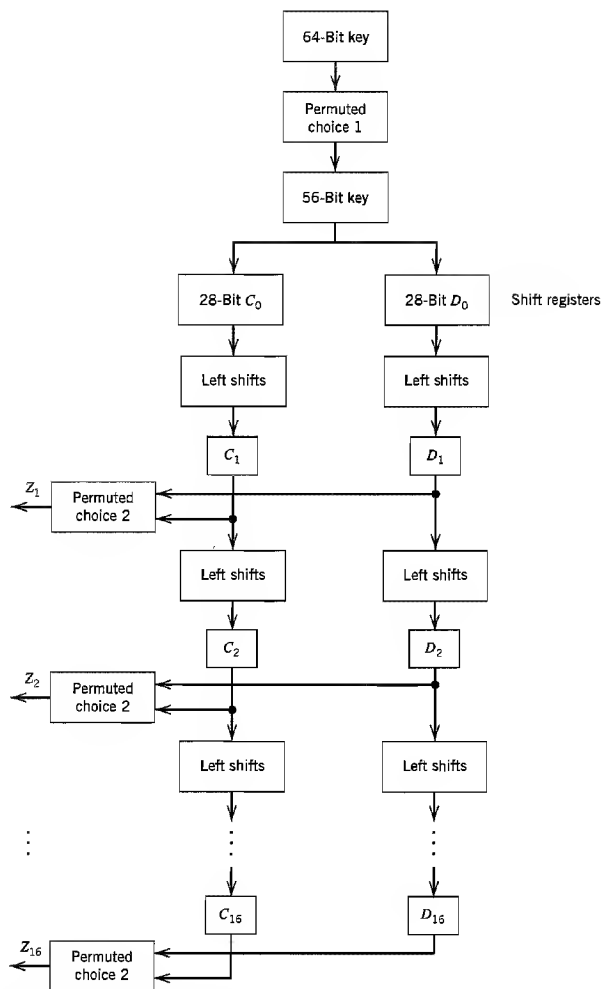 64-Bit key
Permuted
choice 1
56-Bit key
28-Bit C₀
28-Bit D₀
Shift registers
Left shifts
Left shifts
C₁
D₁
Z₁
Permuted
choice 2
Left shifts
Left shifts
C₂
D₂
Z₂
Permuted
choice 2
Left shifts
Left shifts
C₁₆
D₁₆
Z₁₆
Permuted
choice 2